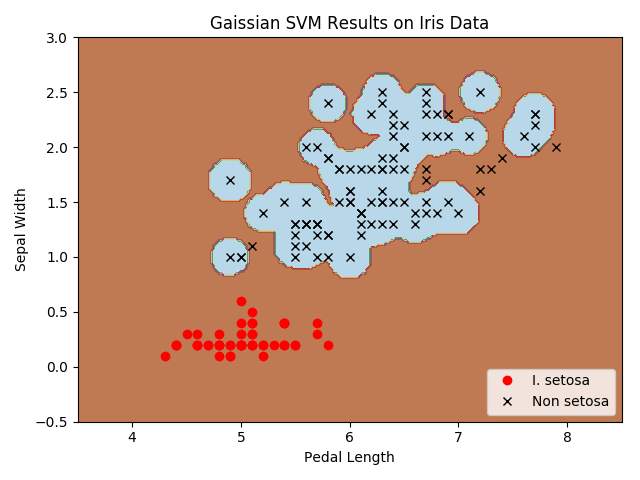 Gaissian SVM Results on Iris Data
3.0
2.5
2.0
1.5
1.0
0.5
0.0
−0.5
Sepal Width
4
5
6
7
8
Pedal Length
I. setosa
Non setosa